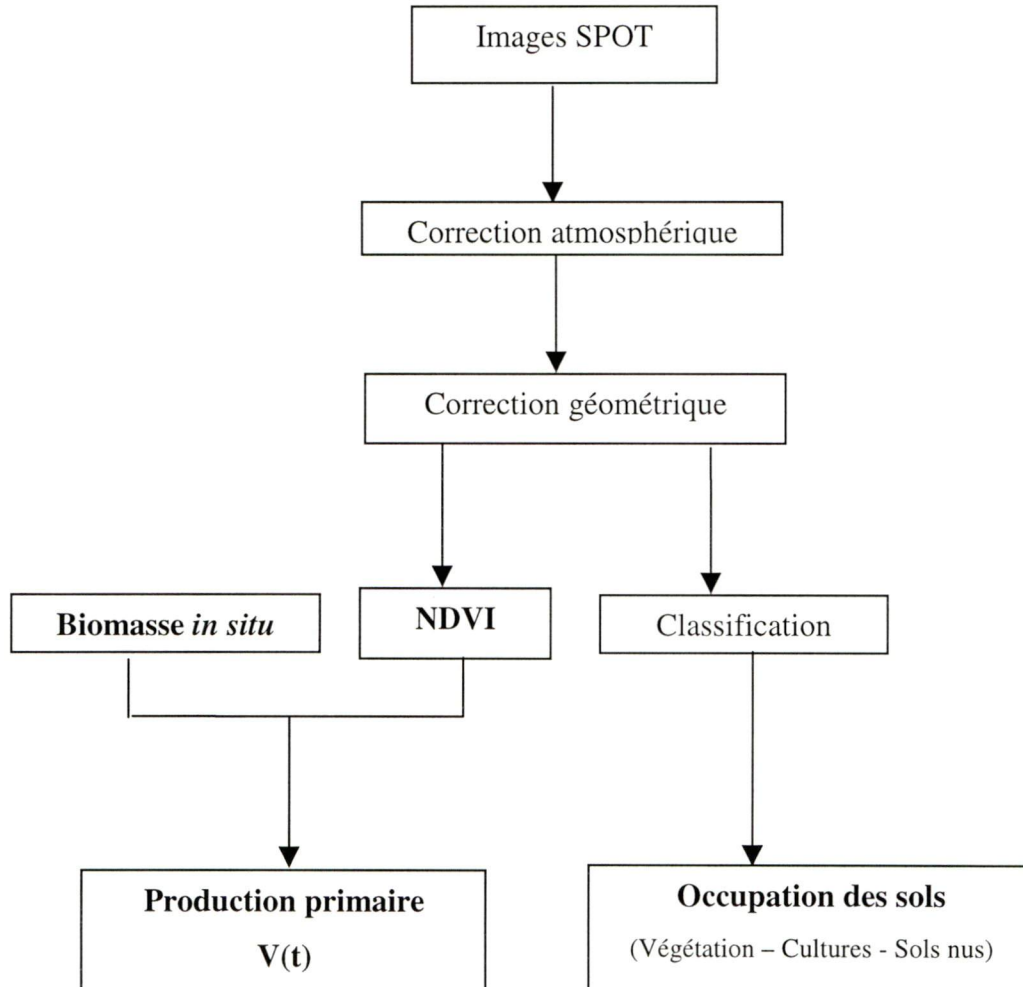 Images SPOT
Correction atmosphérique
Correction géométrique
Biomasse in situ
NDVI
Classification
Production primaire
V(t)
Occupation des sols
(Végétation – Cultures - Sols nus)